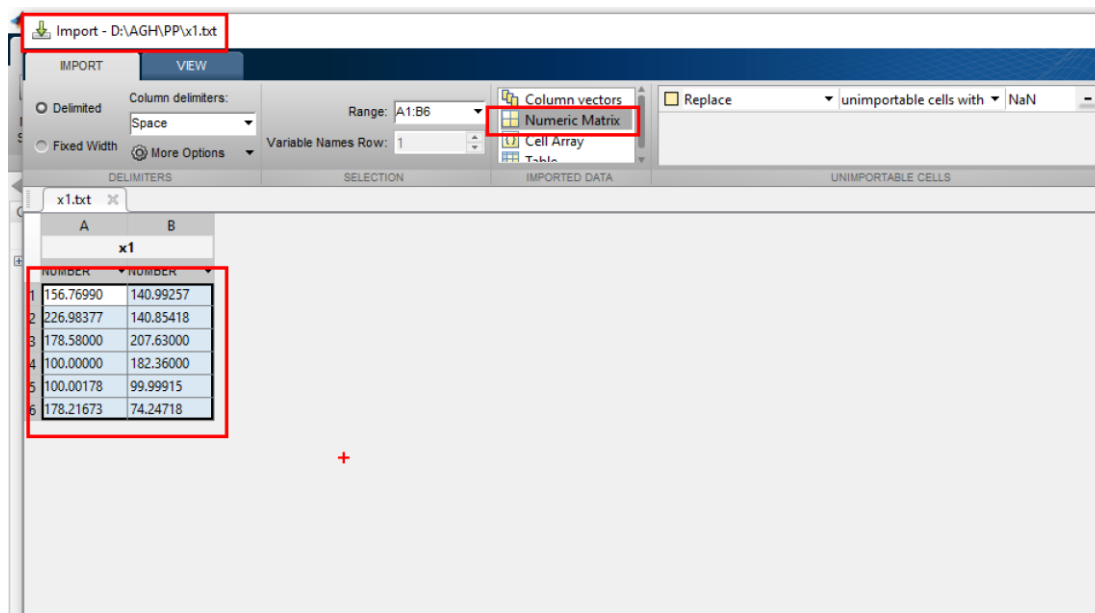 Import - D:\AGH\PP\x1.txt
IMPORT VIEW
Delimited
Column delimiters:
Space
Fixed Width
More Options
DELIMITERS
Range: A1:B6
Variable Names Row: 1
SELECTION
Column vectors
Numeric Matrix
Cell Array
Table
IMPORTED DATA
Replace unimportable cells with NaN
UNIMPORTABLE CELLS
x1.txt
A B
x1
NUMBER NUMBER
1 156.76990 140.99257
2 226.98377 140.85418
3 178.58000 207.63000
4 100.00000 182.36000
5 100.00178 99.99915
6 178.21673 74.24718